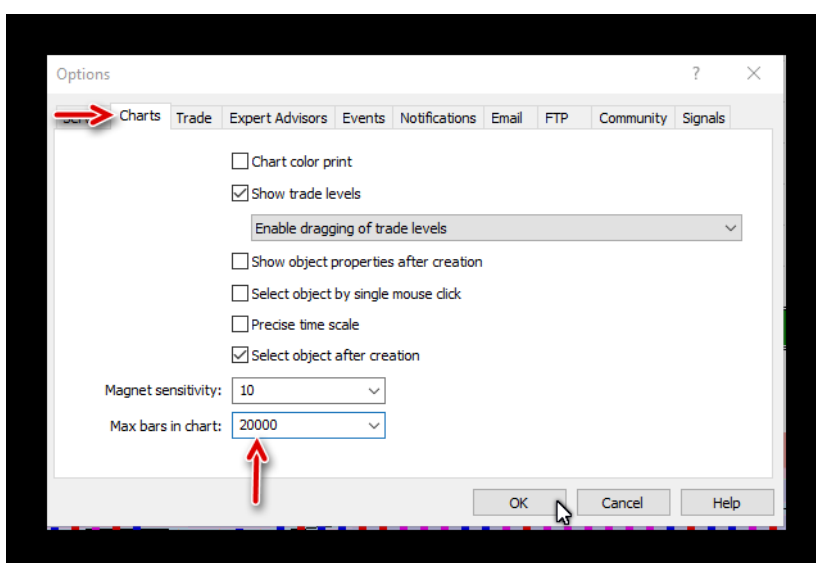 Options ?
Charts Trade Expert Advisors Events Notifications Email FTP Community Signals
Chart color print
Show trade levels
Enable dragging of trade levels
Show object properties after creation
Select object by single mouse click
Precise time scale
Select object after creation
Magnet sensitivity: 10
Max bars in chart: 20000
OK Cancel Help